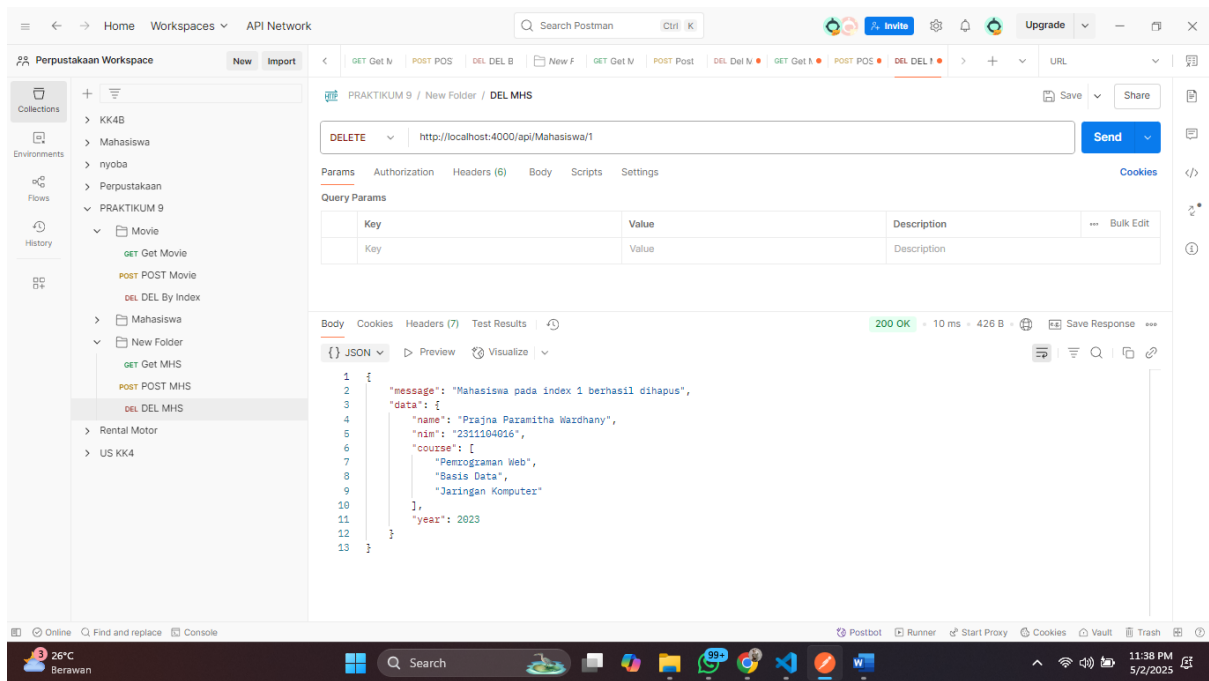 Home Workspaces API Network Search Postman Ctrl K Invite Upgrade
Perpustakaan Workspace New Import GET Get M POST POS DEL DEL B New F GET Get M POST Post DEL Del M GET Get M POST POS DEL DEL M URL
Collections
Environments
Flows
History
KK4B
Mahasiswa
nyoba
Perpustakaan
PRAKTIKUM 9
Movie
GET Get Movie
POST POST Movie
DEL DEL By Index
Mahasiswa
New Folder
GET Get MHS
POST POST MHS
DEL DEL MHS
Rental Motor
US KK4
HTTP PRAKTIKUM 9 / New Folder / DEL MHS Save Share
DELETE http://localhost:4000/api/Mahasiswa/1 Send
Params Authorization Headers (6) Body Scripts Settings Cookies
Query Params
Key Value Description Bulk Edit
Key Value Description
Body Cookies Headers (7) Test Results 200 OK 10 ms 426 B Save Response
{} JSON Preview Visualize
1 {
2 "message": "Mahasiswa pada index 1 berhasil dihapus",
3 "data": {
4 "name": "Prajna Paramitha Wardhany",
5 "nim": "2311104016",
6 "course": [
7 "Pemrograman Web",
8 "Basis Data",
9 "Jaringan Komputer"
10 ],
11 "year": 2023
12 }
13 }
Online Find and replace Console Postbot Runner Start Proxy Cookies Vault Trash
3 26°C
Berawan
Search
99+
11:38 PM
5/2/2025